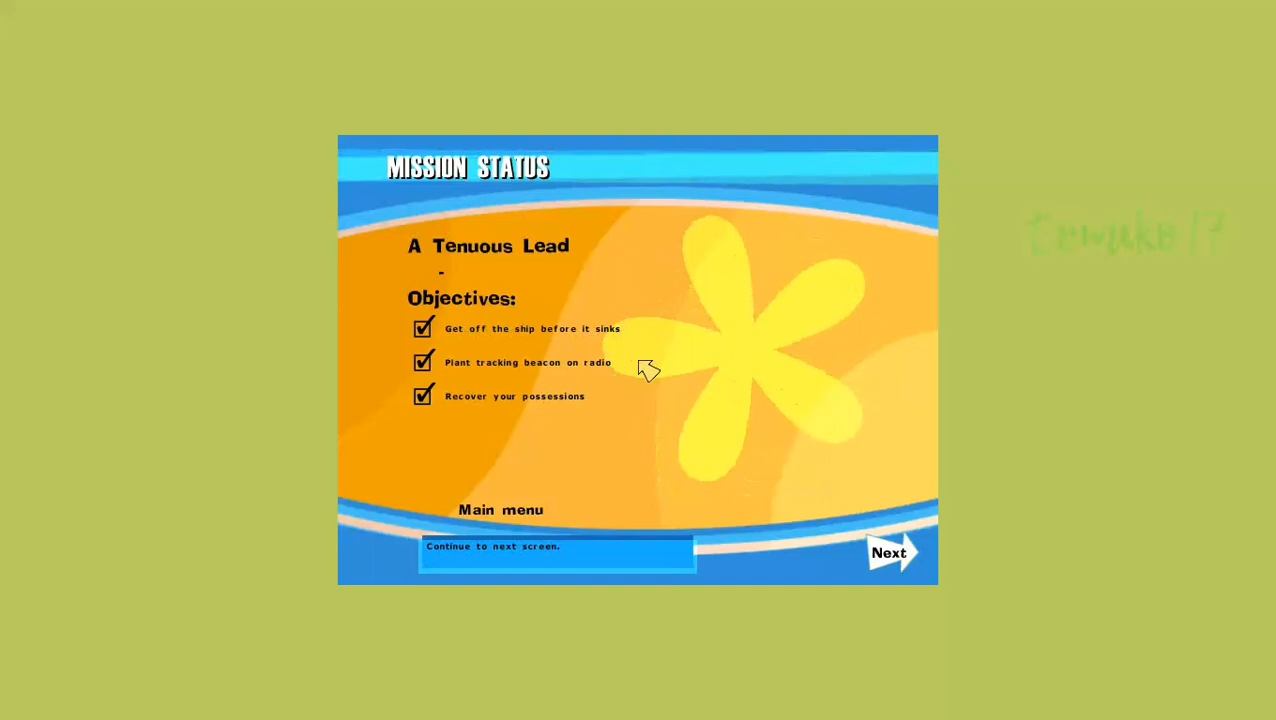 MISSION STATUS
A Tenuous Lead
-
Objectives:
Get off the ship before it sinks
Plant tracking beacon on radio
Recover your possessions
Main menu
Continue to next screen.
Next